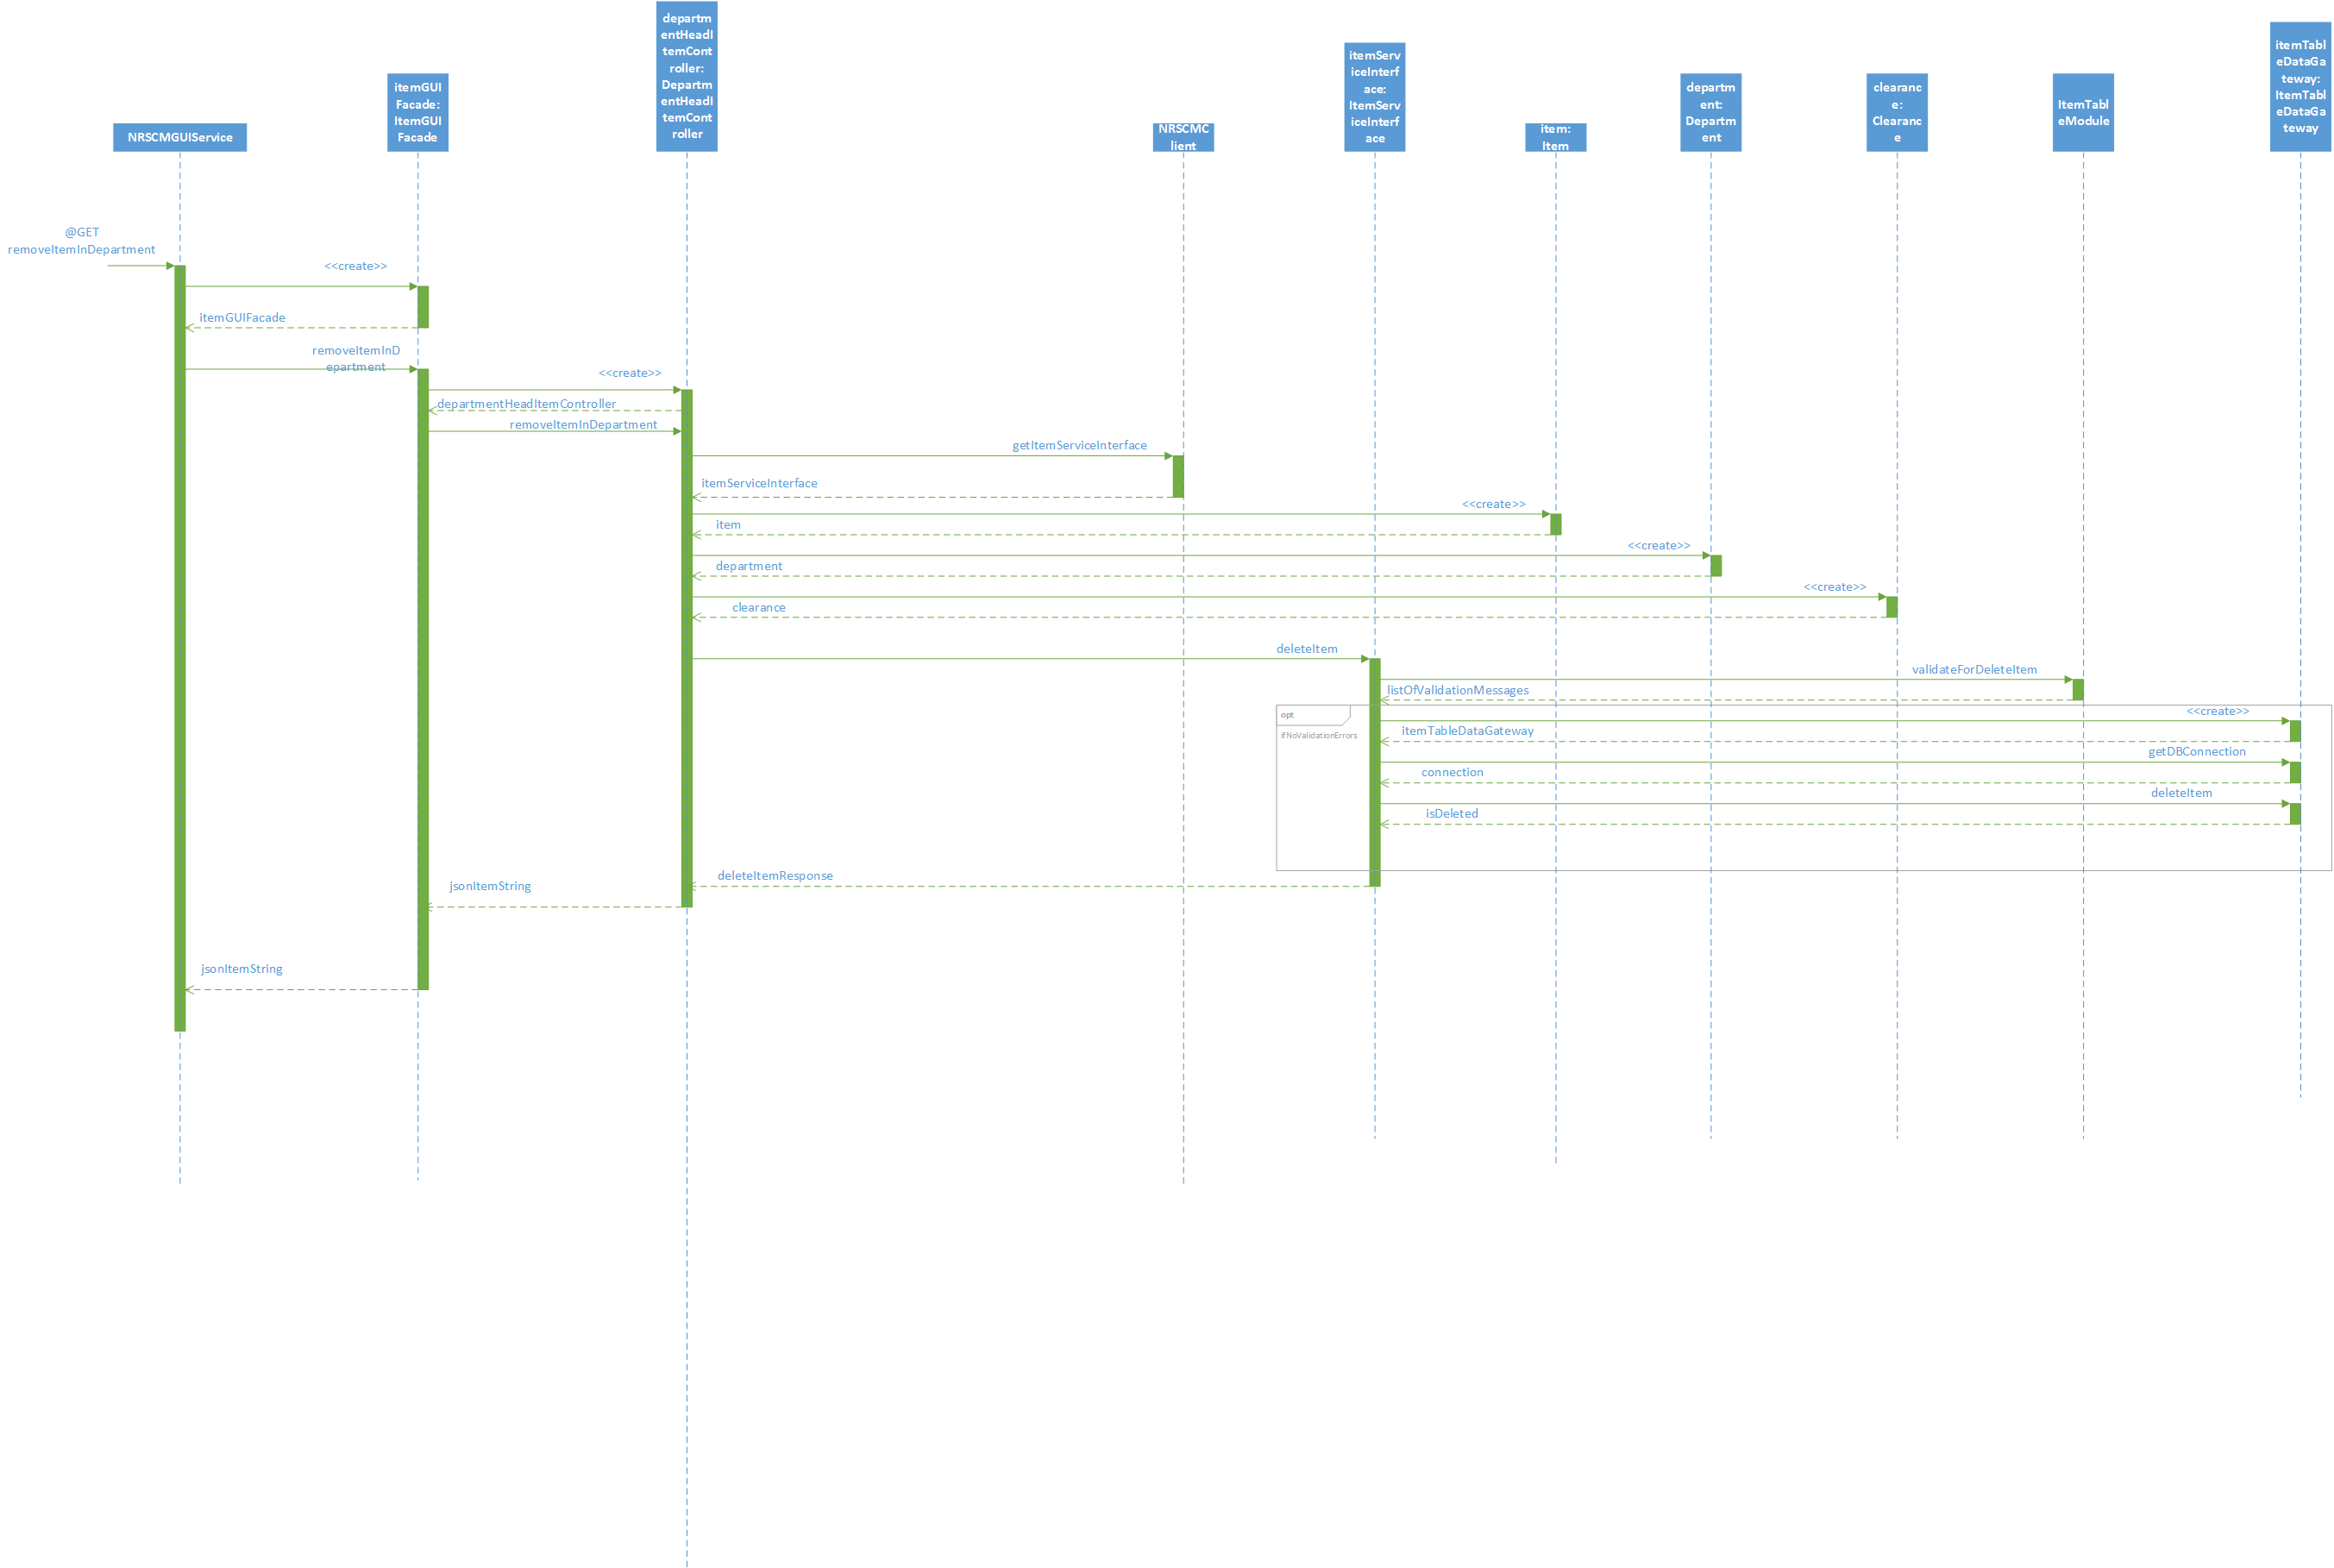 departm
entHeadI
temCont
roller:
Departm
entHeadI
temCont
roller
itemTabl
eDataGa
teway:
ItemTabl
eDataGa
teway
itemServ
iceInterf
ace:
ItemServ
iceInterf
ace
itemGUI
Facade:
ItemGUI
Facade
departm
ent:
Departm
ent
clearanc
e:
Clearanc
e
ItemTabl
eModule
NRSCMGUIService
NRSCMC
lient
item:
Item
@GET
removeItemInDepartment
<<create>>
itemGUIFacade
removeItemInD
epartment
<<create>>
departmentHeadItemController
removeItemInDepartment
getItemServiceInterface
itemServiceInterface
<<create>>
item
<<create>>
department
<<create>>
clearance
deleteItem
validateForDeleteItem
listOfValidationMessages
opt
<<create>>
ifNoValidationErrors
itemTableDataGateway
getDBConnection
connection
deleteItem
isDeleted
deleteItemResponse
jsonItemString
jsonItemString